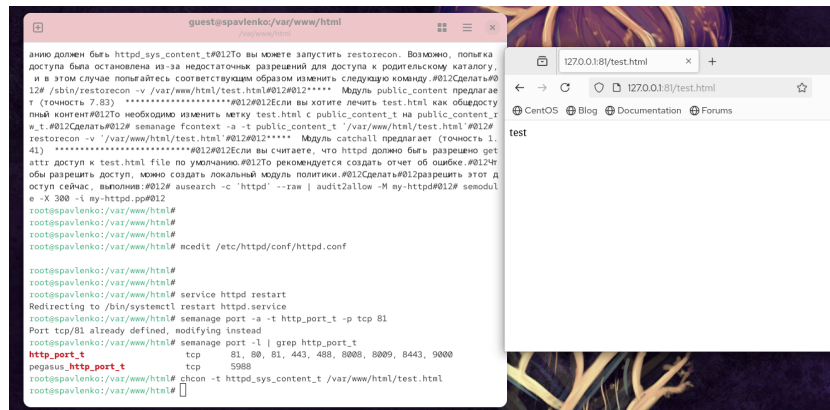 guest@spavlenko:/var/www/html
/var/www/html
анию должен быть httpd_sys_content_t#012То вы можете запустить restorecon. Возможно, попытка
доступа была остановлена из-за недостаточных разрешений для доступа к родительскому каталогу,
и в этом случае попытайтесь соответствующим образом изменить следующую команду.#012Сделать#0
12# /sbin/restorecon -v /var/www/html/test.html#012#012***** Модуль public_content предлагае
т (точность 7.83) *********************#012#012Если вы хотите лечить test.html как общедосту
пный контент#012То необходимо изменить метку test.html с public_content_t на public_content_r
w_t.#012Сделать#012# semanage fcontext -a -t public_content_t '/var/www/html/test.html'#012#
restorecon -v '/var/www/html/test.html'#012#012***** Модуль catchall предлагает (точность 1.
41) **************************#012#012Если вы считаете, что httpd должно быть разрешено get
attr доступ к test.html file по умолчанию.#012То рекомендуется создать отчет об ошибке.#012Чт
обы разрешить доступ, можно создать локальный модуль политики.#012Сделать#012разрешить этот д
оступ сейчас, выполнив:#012# ausearch -c 'httpd' --raw | audit2allow -M my-httpd#012# semodul
e -X 300 -i my-httpd.pp#012
root@spavlenko:/var/www/html#
root@spavlenko:/var/www/html#
root@spavlenko:/var/www/html#
root@spavlenko:/var/www/html# mcedit /etc/httpd/conf/httpd.conf
root@spavlenko:/var/www/html#
root@spavlenko:/var/www/html#
root@spavlenko:/var/www/html# service httpd restart
Redirecting to /bin/systemctl restart httpd.service
root@spavlenko:/var/www/html# semanage port -a -t http_port_t -p tcp 81
Port tcp/81 already defined, modifying instead
root@spavlenko:/var/www/html# semanage port -l | grep http_port_t
http_port_t tcp 81, 80, 81, 443, 488, 8008, 8009, 8443, 9000
pegasus_http_port_t tcp 5988
root@spavlenko:/var/www/html# chcon -t httpd_sys_content_t /var/www/html/test.html
root@spavlenko:/var/www/html#
127.0.0.1:81/test.html
127.0.0.1:81/test.html
CentOS Blog Documentation Forums
test